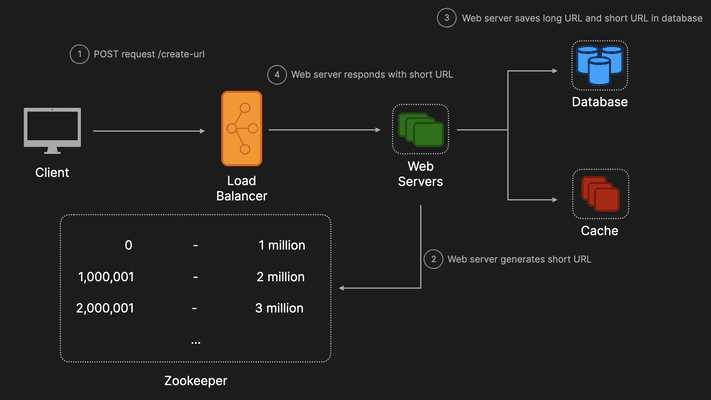 3 Web server saves long URL and short URL in database
1 POST request /create-url
4 Web server responds with short URL
Database
Client
Load
Balancer
Web
Servers
Cache
0 - 1 million
1,000,001 - 2 million
2,000,001 - 3 million
...
2 Web server generates short URL
Zookeeper